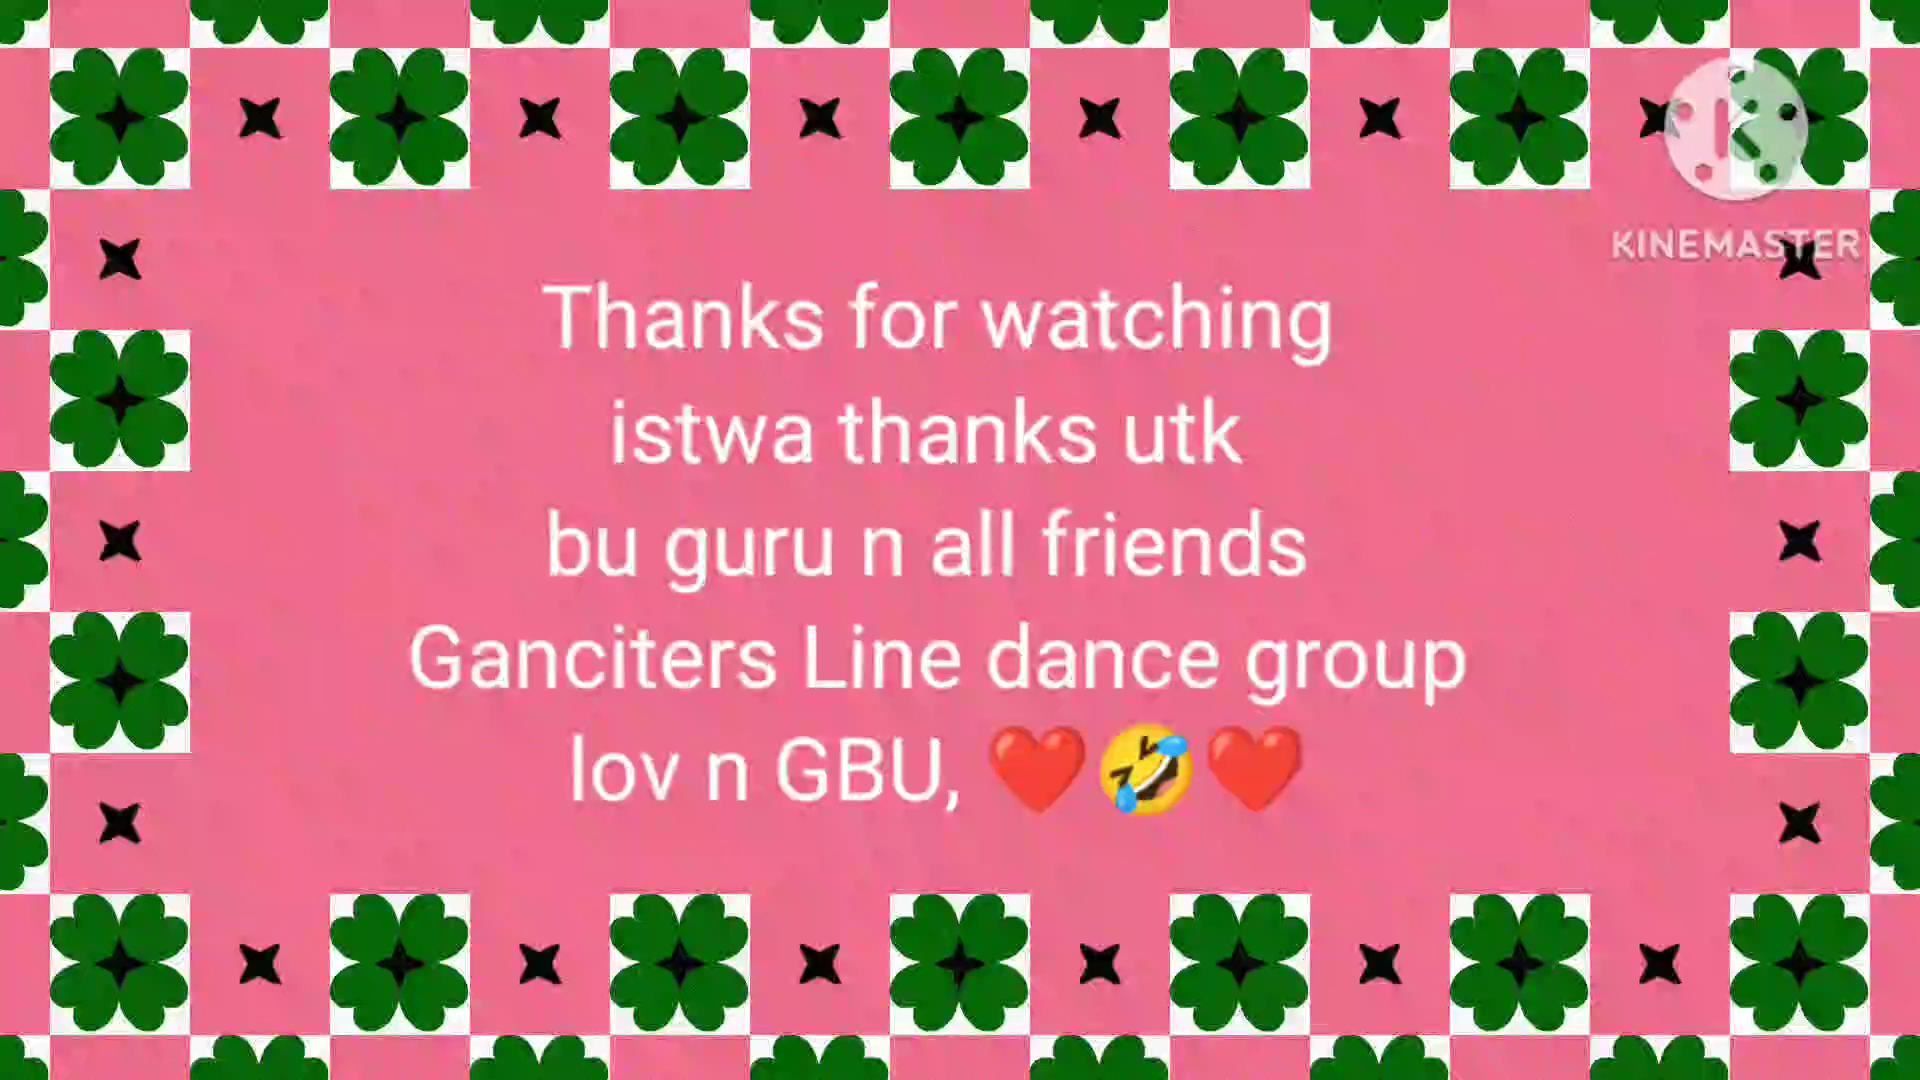 KINEMASTER
Thanks for watching
istwa thanks utk
bu guru n all friends
Ganciters Line dance group
lov n GBU, ❤️🤣❤️